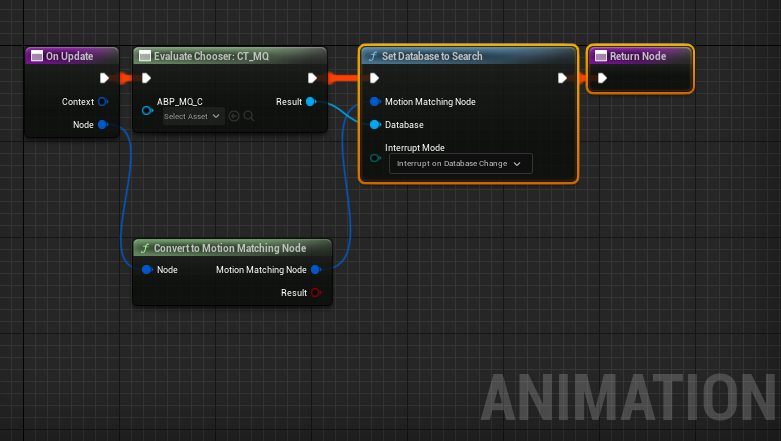 On Update
Evaluate Chooser: CT_MQ
Set Database to Search
Return Node
Context
ABP_MQ_C
Select Asset
Result
Motion Matching Node
Node
Database
Interrupt Mode
Interrupt on Database Change
Convert to Motion Matching Node
Node
Motion Matching Node
Result
ANIMATION